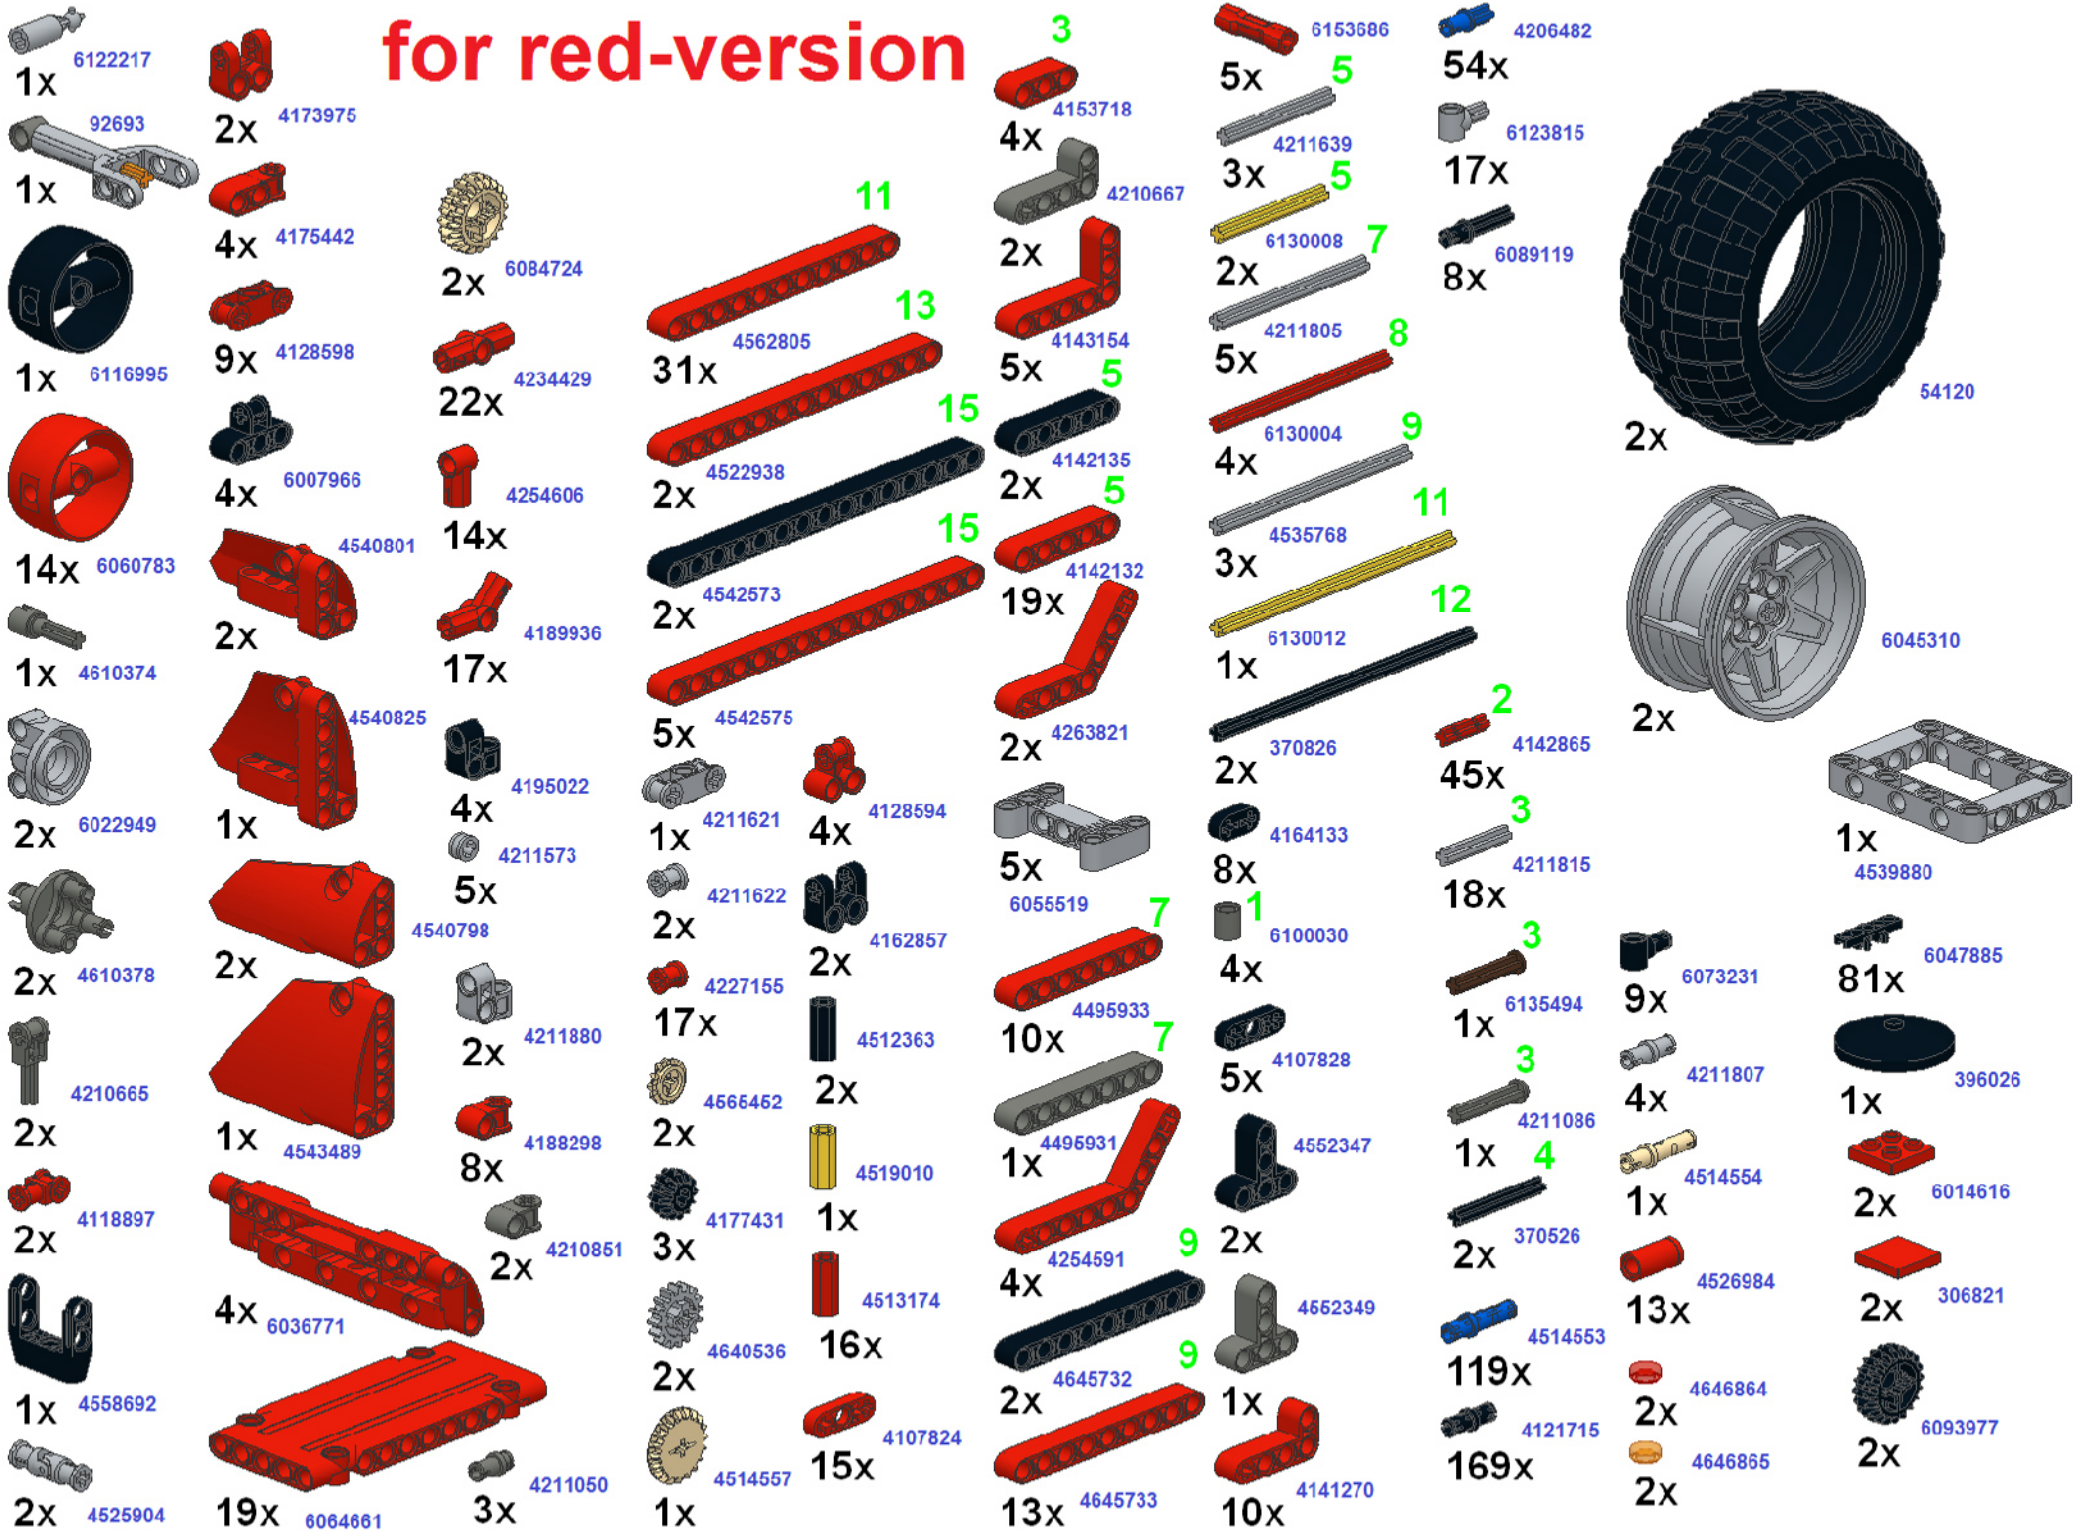 for red-version
6122217
1x
92693
1x
1x 6116995
14x 6060783
1x 4610374
2x 6022949
2x 4610378
4210665
2x
4118897
2x
1x 4558692
2x 4525904
2x 4173975
4x 4175442
9x 4128598
4x 6007966
4540801
2x
4540825
1x
4540798
2x
1x 4543489
4x 6036771
19x 6064661
2x 6084724
22x 4234429
4254606
14x
4189936
17x
4195022
4x
4211573
5x
4211880
2x
4188298
8x
4210851
2x
4211050
3x
11
31x 4562805
13
2x 4522938
15
2x 4542573
15
5x 4542575
1x 4211621
4211622
2x
4227155
17x
4565452
2x
4177431
3x
4640536
2x
4514557
1x
4128594
4x
4162857
2x
4512363
2x
4519010
1x
4513174
16x
4107824
15x
3
4153718
4x
4210667
2x
4143154
5x
5
4142135
2x
5
4142132
19x
4263821
2x
5x
6055519
7
4495933
10x
7
4495931
1x
4254591
4x
9
4645732
2x
9
4645733
13x
6153686
5x
5
4211639
3x
5
6130008
2x
7
4211805
5x
8
6130004
4x
9
4535768
3x
11
6130012
1x
12
370826
2x
4164133
8x
1
6100030
4x
4107828
5x
4552347
2x
4552349
1x
4141270
10x
4206482
54x
6123815
17x
6089119
8x
2
4142865
45x
3
4211815
18x
3
6135494
1x
3
4211086
1x
4
370526
2x
4514553
119x
4121715
169x
54120
2x
6045310
2x
1x
4539880
6073231
9x
4211807
4x
4514554
1x
4526984
13x
4646864
2x
4646865
2x
6047885
81x
396026
1x
6014616
2x
306821
2x
6093977
2x